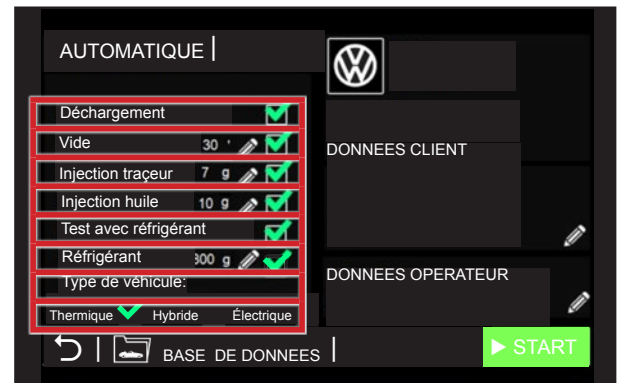 AUTOMATIQUE
Déchargement
Vide 30 '
Injection traçeur 7 g
Injection huile 10 g
Test avec réfrigérant
Réfrigérant 300 g
Type de véhicule:
Thermique Hybride Électrique
DONNEES CLIENT
DONNEES OPERATEUR
BASE DE DONNEES
START